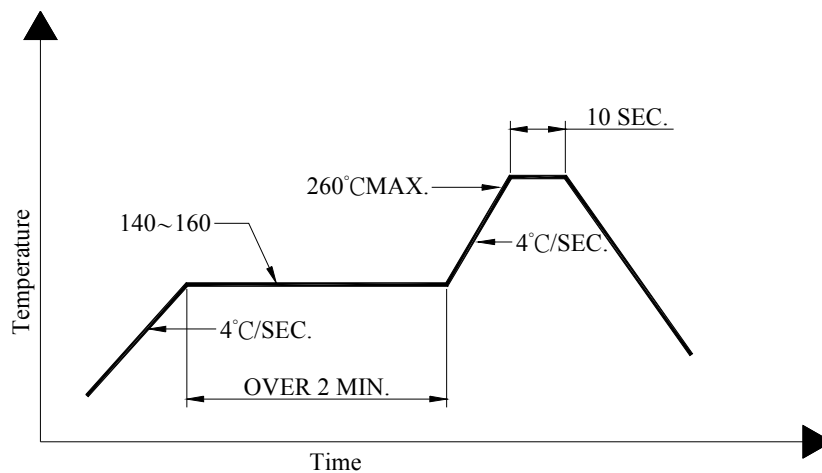 10 SEC.
260℃MAX.
140~160
4℃/SEC.
4℃/SEC.
OVER 2 MIN.
Temperature
Time